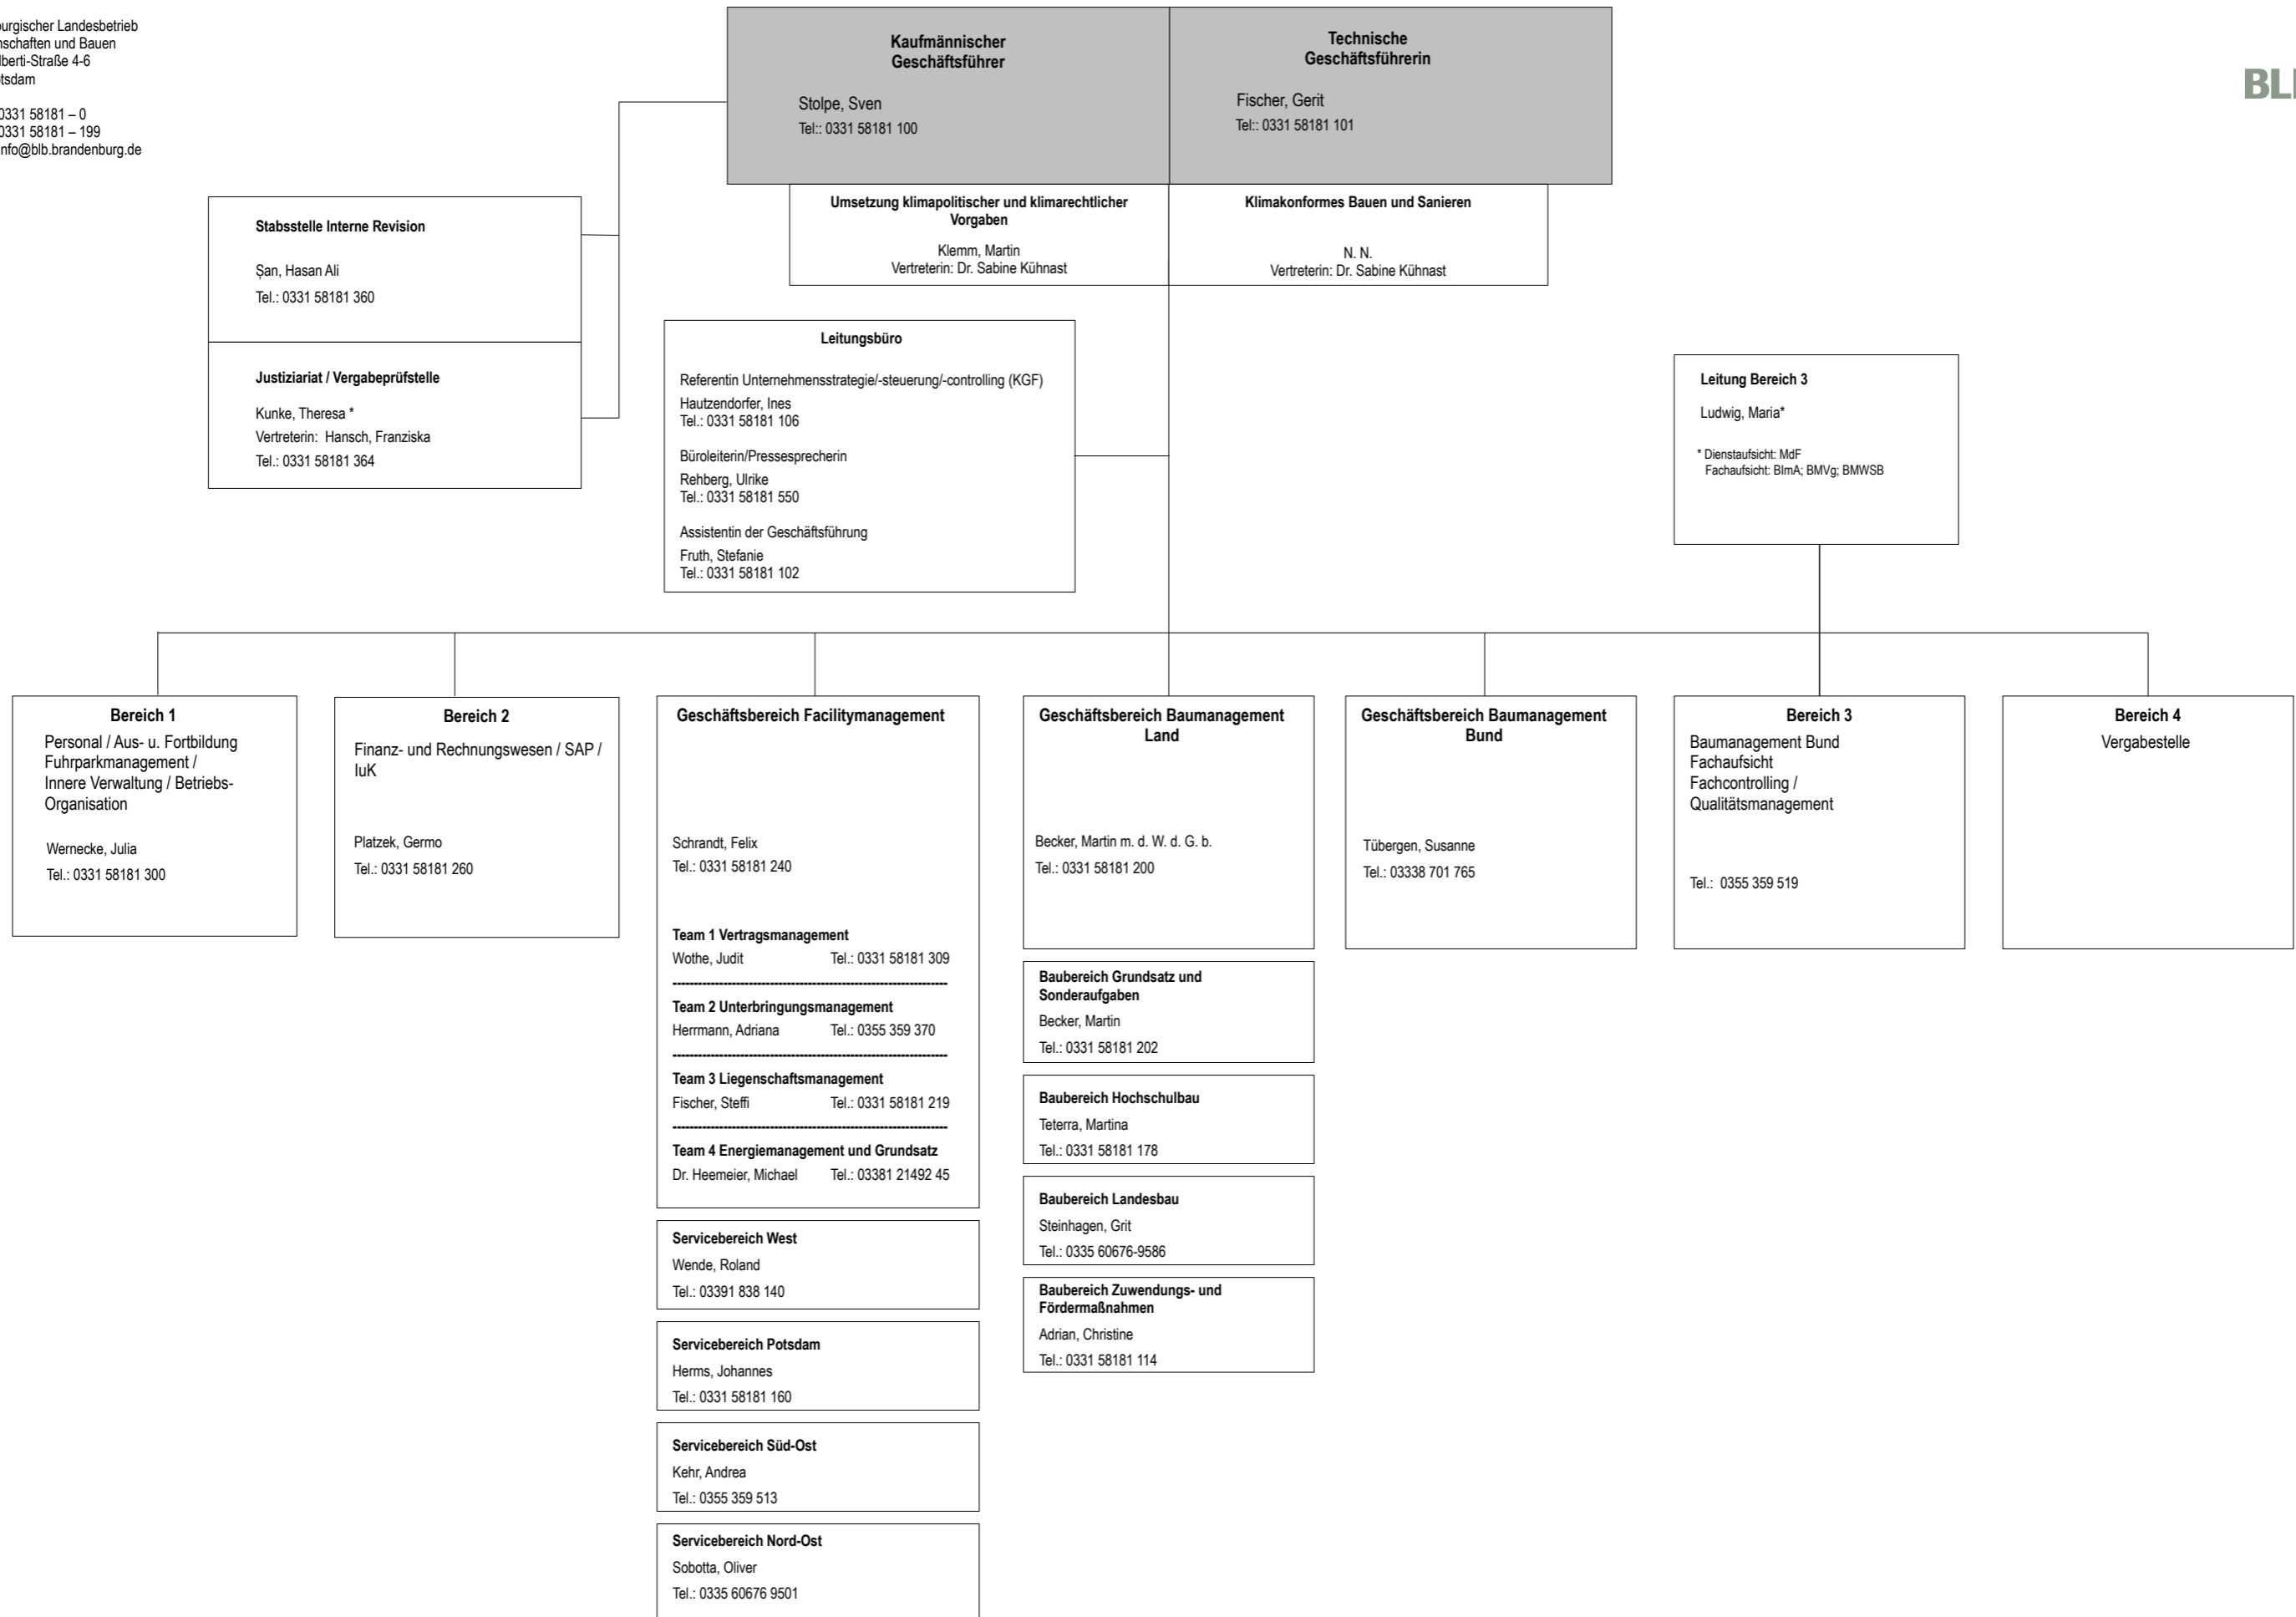 burgischer Landesbetrieb
nschaften und Bauen
lberti-Straße 4-6
otsdam
0331 58181 – 0
0331 58181 – 199
info@blb.brandenburg.de
Kaufmännischer
Geschäftsführer
Stolpe, Sven
Tel:: 0331 58181 100
Technische
Geschäftsführerin
Fischer, Gerit
Tel:: 0331 58181 101
BLB
Umsetzung klimapolitischer und klimarechtlicher
Vorgaben
Klemm, Martin
Vertreterin: Dr. Sabine Kühnast
Klimakonformes Bauen und Sanieren
N. N.
Vertreterin: Dr. Sabine Kühnast
Stabsstelle Interne Revision
Şan, Hasan Ali
Tel.: 0331 58181 360
Justiziariat / Vergabeprüfstelle
Kunke, Theresa *
Vertreterin: Hansch, Franziska
Tel.: 0331 58181 364
Leitungsbüro
Referentin Unternehmensstrategie/-steuerung/-controlling (KGF)
Hautzendorfer, Ines
Tel.: 0331 58181 106
Büroleiterin/Pressesprecherin
Rehberg, Ulrike
Tel.: 0331 58181 550
Assistentin der Geschäftsführung
Fruth, Stefanie
Tel.: 0331 58181 102
Leitung Bereich 3
Ludwig, Maria*
* Dienstaufsicht: MdF
Fachaufsicht: BImA; BMVg; BMWSB
Bereich 1
Personal / Aus- u. Fortbildung
Fuhrparkmanagement /
Innere Verwaltung / Betriebs-
Organisation
Wernecke, Julia
Tel.: 0331 58181 300
Bereich 2
Finanz- und Rechnungswesen / SAP /
IuK
Platzek, Germo
Tel.: 0331 58181 260
Geschäftsbereich Facilitymanagement
Schrandt, Felix
Tel.: 0331 58181 240
Team 1 Vertragsmanagement
Wothe, Judit Tel.: 0331 58181 309
Team 2 Unterbringungsmanagement
Herrmann, Adriana Tel.: 0355 359 370
Team 3 Liegenschaftsmanagement
Fischer, Steffi Tel.: 0331 58181 219
Team 4 Energiemanagement und Grundsatz
Dr. Heemeier, Michael Tel.: 03381 21492 45
Servicebereich West
Wende, Roland
Tel.: 03391 838 140
Servicebereich Potsdam
Herms, Johannes
Tel.: 0331 58181 160
Servicebereich Süd-Ost
Kehr, Andrea
Tel.: 0355 359 513
Servicebereich Nord-Ost
Sobotta, Oliver
Tel.: 0335 60676 9501
Geschäftsbereich Baumanagement
Land
Becker, Martin m. d. W. d. G. b.
Tel.: 0331 58181 200
Baubereich Grundsatz und
Sonderaufgaben
Becker, Martin
Tel.: 0331 58181 202
Baubereich Hochschulbau
Teterra, Martina
Tel.: 0331 58181 178
Baubereich Landesbau
Steinhagen, Grit
Tel.: 0335 60676-9586
Baubereich Zuwendungs- und
Fördermaßnahmen
Adrian, Christine
Tel.: 0331 58181 114
Geschäftsbereich Baumanagement
Bund
Tübergen, Susanne
Tel.: 03338 701 765
Bereich 3
Baumanagement Bund
Fachaufsicht
Fachcontrolling /
Qualitätsmanagement
Tel.: 0355 359 519
Bereich 4
Vergabestelle